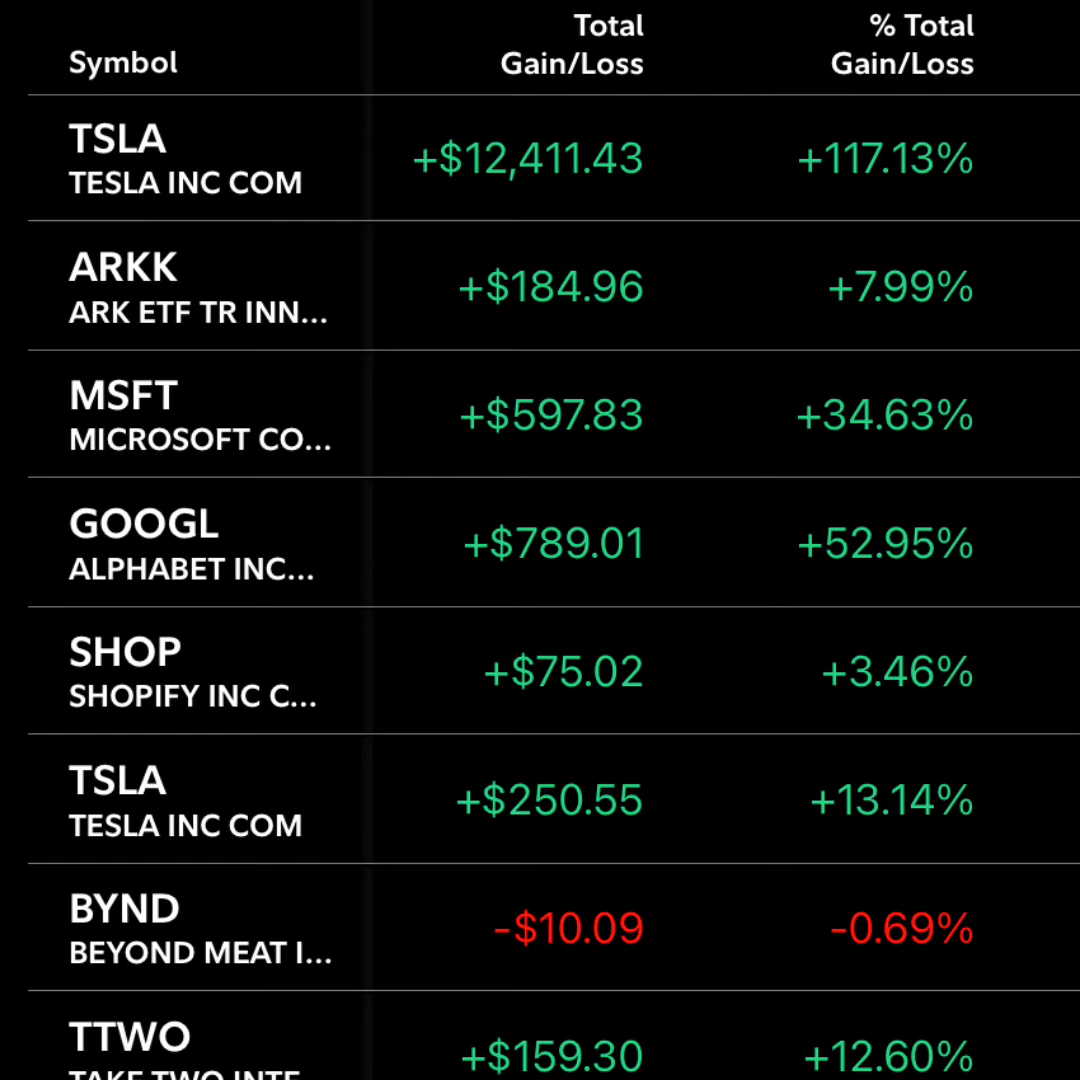 Symbol Total Gain/Loss % Total Gain/Loss
TSLA
TESLA INC COM
+$12,411.43 +117.13%
ARKK
ARK ETF TR INN...
+$184.96 +7.99%
MSFT
MICROSOFT CO...
+$597.83 +34.63%
GOOGL
ALPHABET INC...
+$789.01 +52.95%
SHOP
SHOPIFY INC C...
+$75.02 +3.46%
TSLA
TESLA INC COM
+$250.55 +13.14%
BYND
BEYOND MEAT I...
-$10.09 -0.69%
TTWO
TAKE TWO INTE
+$159.30 +12.60%